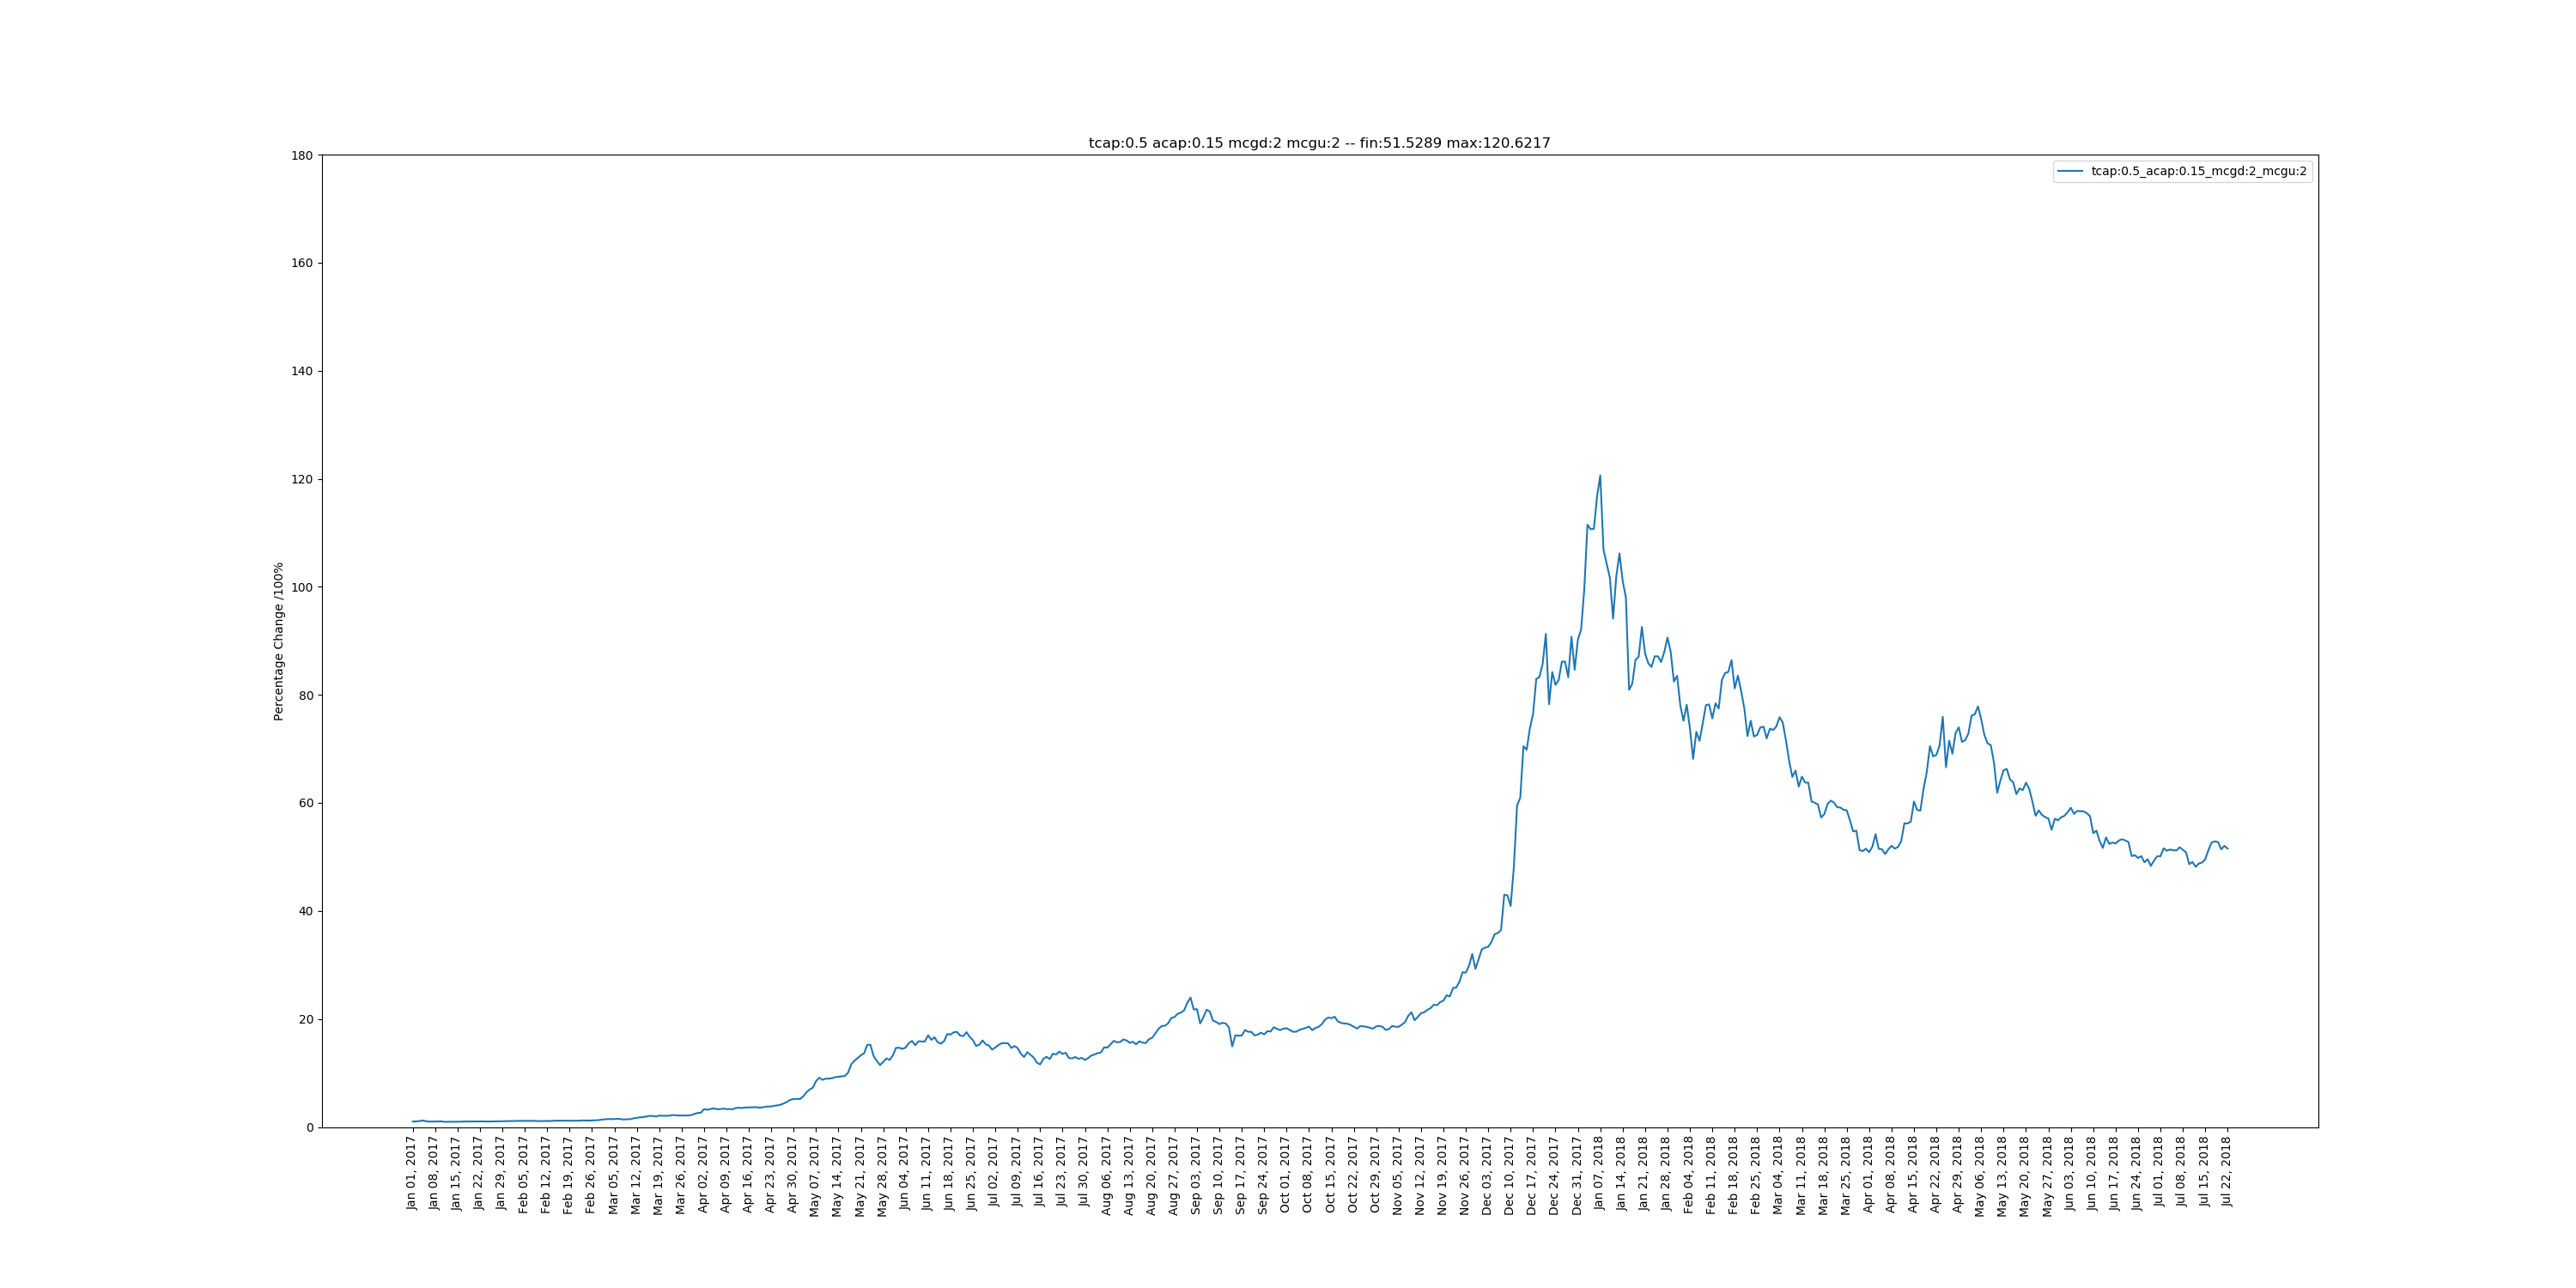 tcap:0.5 acap:0.15 mcgd:2 mcgu:2 -- fin:51.5289 max:120.6217
tcap:0.5_acap:0.15_mcgd:2_mcgu:2
Percentage Change /100%
180
160
140
120
100
80
60
40
20
0
Jan 01, 2017
Jan 08, 2017
Jan 15, 2017
Jan 22, 2017
Jan 29, 2017
Feb 05, 2017
Feb 12, 2017
Feb 19, 2017
Feb 26, 2017
Mar 05, 2017
Mar 12, 2017
Mar 19, 2017
Mar 26, 2017
Apr 02, 2017
Apr 09, 2017
Apr 16, 2017
Apr 23, 2017
Apr 30, 2017
May 07, 2017
May 14, 2017
May 21, 2017
May 28, 2017
Jun 04, 2017
Jun 11, 2017
Jun 18, 2017
Jun 25, 2017
Jul 02, 2017
Jul 09, 2017
Jul 16, 2017
Jul 23, 2017
Jul 30, 2017
Aug 06, 2017
Aug 13, 2017
Aug 20, 2017
Aug 27, 2017
Sep 03, 2017
Sep 10, 2017
Sep 17, 2017
Sep 24, 2017
Oct 01, 2017
Oct 08, 2017
Oct 15, 2017
Oct 22, 2017
Oct 29, 2017
Nov 05, 2017
Nov 12, 2017
Nov 19, 2017
Nov 26, 2017
Dec 03, 2017
Dec 10, 2017
Dec 17, 2017
Dec 24, 2017
Dec 31, 2017
Jan 07, 2018
Jan 14, 2018
Jan 21, 2018
Jan 28, 2018
Feb 04, 2018
Feb 11, 2018
Feb 18, 2018
Feb 25, 2018
Mar 04, 2018
Mar 11, 2018
Mar 18, 2018
Mar 25, 2018
Apr 01, 2018
Apr 08, 2018
Apr 15, 2018
Apr 22, 2018
Apr 29, 2018
May 06, 2018
May 13, 2018
May 20, 2018
May 27, 2018
Jun 03, 2018
Jun 10, 2018
Jun 17, 2018
Jun 24, 2018
Jul 01, 2018
Jul 08, 2018
Jul 15, 2018
Jul 22, 2018